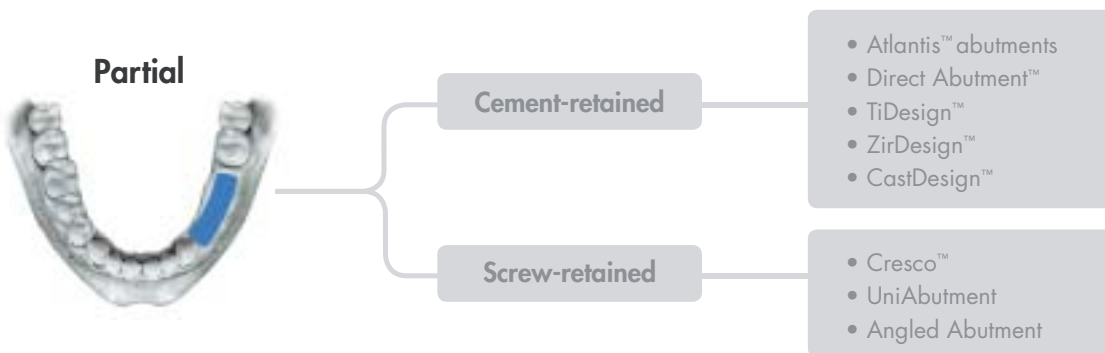 Partial
Cement-retained
• Atlantis™ abutments
• Direct Abutment™
• TiDesign™
• ZirDesign™
• CastDesign™
Screw-retained
• Cresco™
• UniAbutment
• Angled Abutment